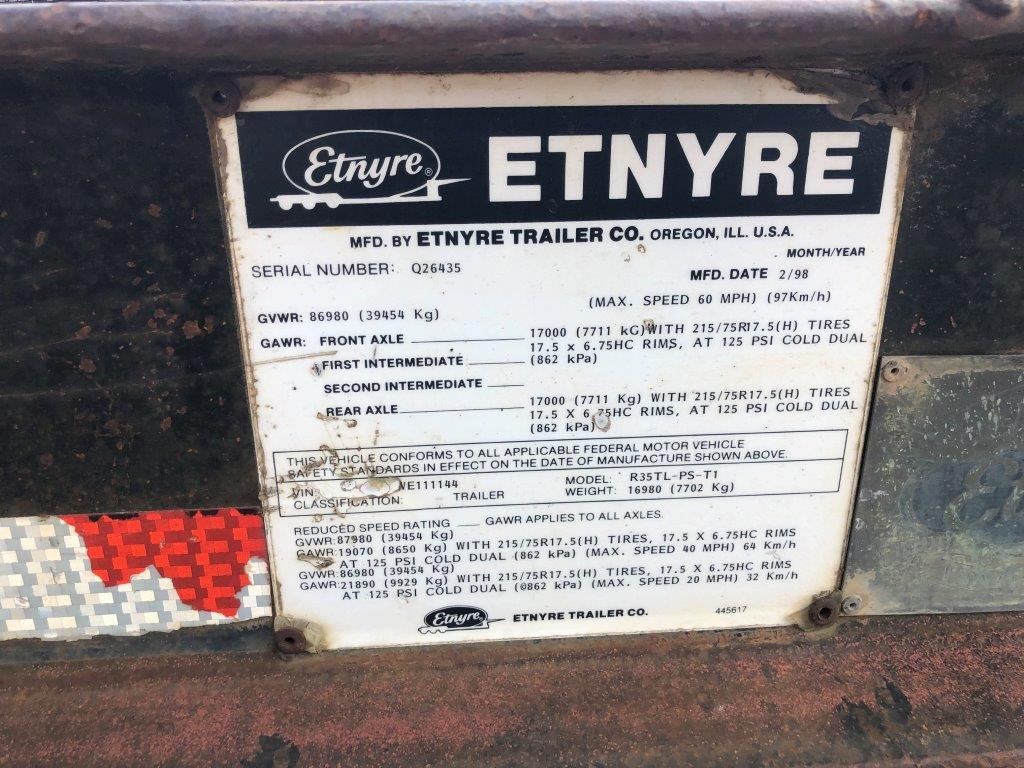 Etnyre ® ETNYRE
MFD. BY ETNYRE TRAILER CO. OREGON, ILL. U.S.A.
MONTH/YEAR
SERIAL NUMBER: Q26435 MFD. DATE 2/98
(MAX. SPEED 60 MPH) (97Km/h)
GVWR: 86980 (39454 Kg)
GAWR: FRONT AXLE 17000 (7711 kG)WITH 215/75R17.5(H) TIRES
17.5 x 6.75HC RIMS, AT 125 PSI COLD DUAL
FIRST INTERMEDIATE (862 kPa)
SECOND INTERMEDIATE
REAR AXLE 17000 (7711 Kg) WITH 215/75R17.5(H) TIRES
17.5 X 6.75HC RIMS, AT 125 PSI COLD DUAL
(862 kPa)
THIS VEHICLE CONFORMS TO ALL APPLICABLE FEDERAL MOTOR VEHICLE
SAFETY STANDARDS IN EFFECT ON THE DATE OF MANUFACTURE SHOWN ABOVE.
VIN: WE111144 MODEL: R35TL-PS-T1
CLASSIFICATION: TRAILER WEIGHT: 16980 (7702 Kg)
REDUCED SPEED RATING ___ GAWR APPLIES TO ALL AXLES.
GVWR:87980 (39454 Kg)
GAWR:19070 (8650 Kg) WITH 215/75R17.5(H) TIRES, 17.5 X 6.75HC RIMS
AT 125 PSI COLD DUAL (862 kPa) (MAX. SPEED 40 MPH) 64 Km/h
GVWR:86980 (39454 Kg)
GAWR:21890 (9929 Kg) WITH 215/75R17.5(H) TIRES, 17.5 X 6.75HC RIMS
AT 125 PSI COLD DUAL (862 kPa) (MAX. SPEED 20 MPH) 32 Km/h
Etnyre ETNYRE TRAILER CO. 445617